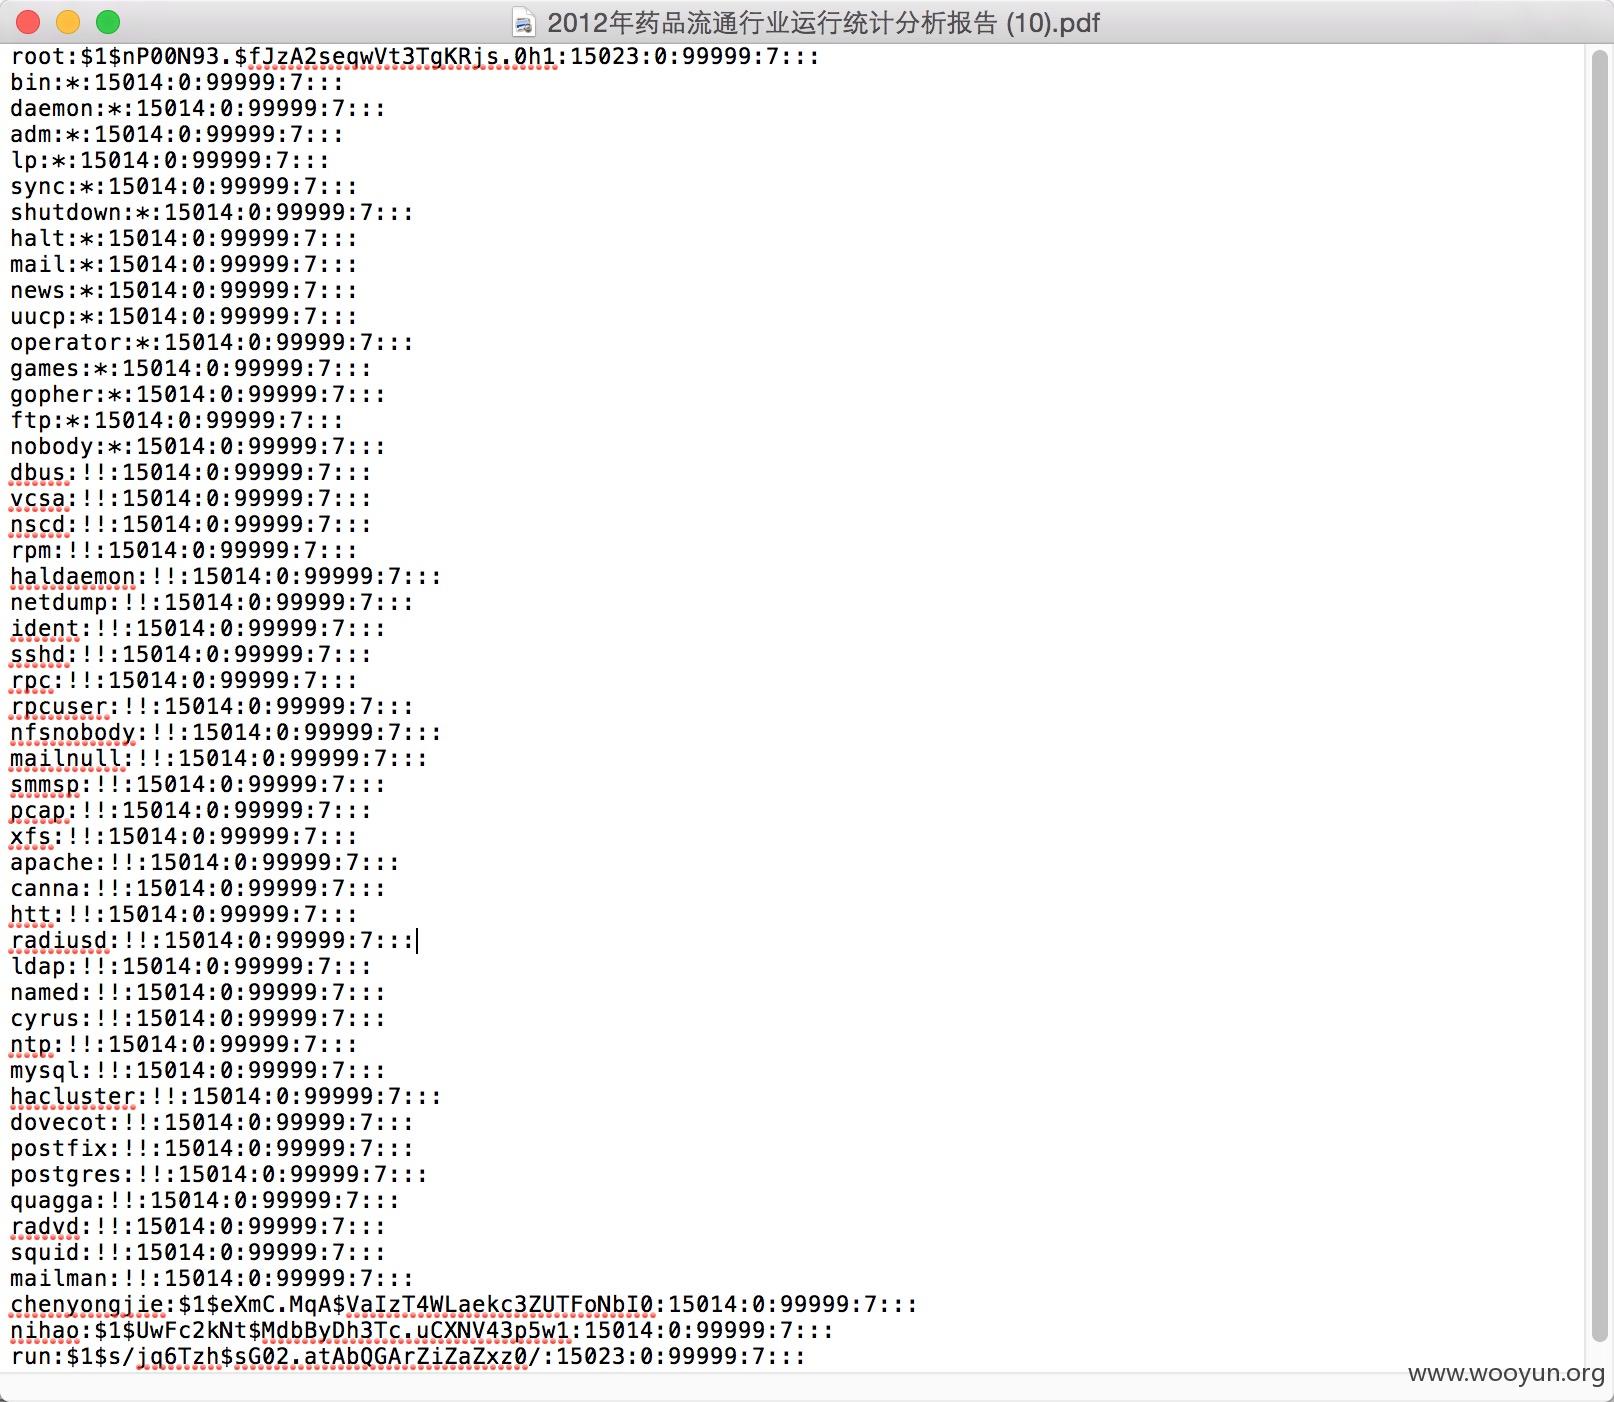 2012年药品流通行业运行统计分析报告 (10).pdf
root:$1$nP00N93.$fJzA2seqwVt3TgKRjs.0h1:15023:0:99999:7:::
bin:*:15014:0:99999:7:::
daemon:*:15014:0:99999:7:::
adm:*:15014:0:99999:7:::
lp:*:15014:0:99999:7:::
sync:*:15014:0:99999:7:::
shutdown:*:15014:0:99999:7:::
halt:*:15014:0:99999:7:::
mail:*:15014:0:99999:7:::
news:*:15014:0:99999:7:::
uucp:*:15014:0:99999:7:::
operator:*:15014:0:99999:7:::
games:*:15014:0:99999:7:::
gopher:*:15014:0:99999:7:::
ftp:*:15014:0:99999:7:::
nobody:*:15014:0:99999:7:::
dbus:!!:15014:0:99999:7:::
vcsa:!!:15014:0:99999:7:::
nscd:!!:15014:0:99999:7:::
rpm:!!:15014:0:99999:7:::
haldaemon:!!:15014:0:99999:7:::
netdump:!!:15014:0:99999:7:::
ident:!!:15014:0:99999:7:::
sshd:!!:15014:0:99999:7:::
rpc:!!:15014:0:99999:7:::
rpcuser:!!:15014:0:99999:7:::
nfsnobody:!!:15014:0:99999:7:::
mailnull:!!:15014:0:99999:7:::
smmsp:!!:15014:0:99999:7:::
pcap:!!:15014:0:99999:7:::
xfs:!!:15014:0:99999:7:::
apache:!!:15014:0:99999:7:::
canna:!!:15014:0:99999:7:::
htt:!!:15014:0:99999:7:::
radiusd:!!:15014:0:99999:7:::
ldap:!!:15014:0:99999:7:::
named:!!:15014:0:99999:7:::
cyrus:!!:15014:0:99999:7:::
ntp:!!:15014:0:99999:7:::
mysql:!!:15014:0:99999:7:::
hacluster:!!:15014:0:99999:7:::
dovecot:!!:15014:0:99999:7:::
postfix:!!:15014:0:99999:7:::
postgres:!!:15014:0:99999:7:::
quagga:!!:15014:0:99999:7:::
radvd:!!:15014:0:99999:7:::
squid:!!:15014:0:99999:7:::
mailman:!!:15014:0:99999:7:::
chenyongjie:$1$eXmC.MqA$VaIzT4WLaekc3ZUTFoNbI0:15014:0:99999:7:::
nihao:$1$UwFc2kNt$MdbByDh3Tc.uCXNV43p5w1:15014:0:99999:7:::
run:$1$s/jq6Tzh$sG02.atAbQGArZiZaZxz0/:15023:0:99999:7:::
www.wooyun.org